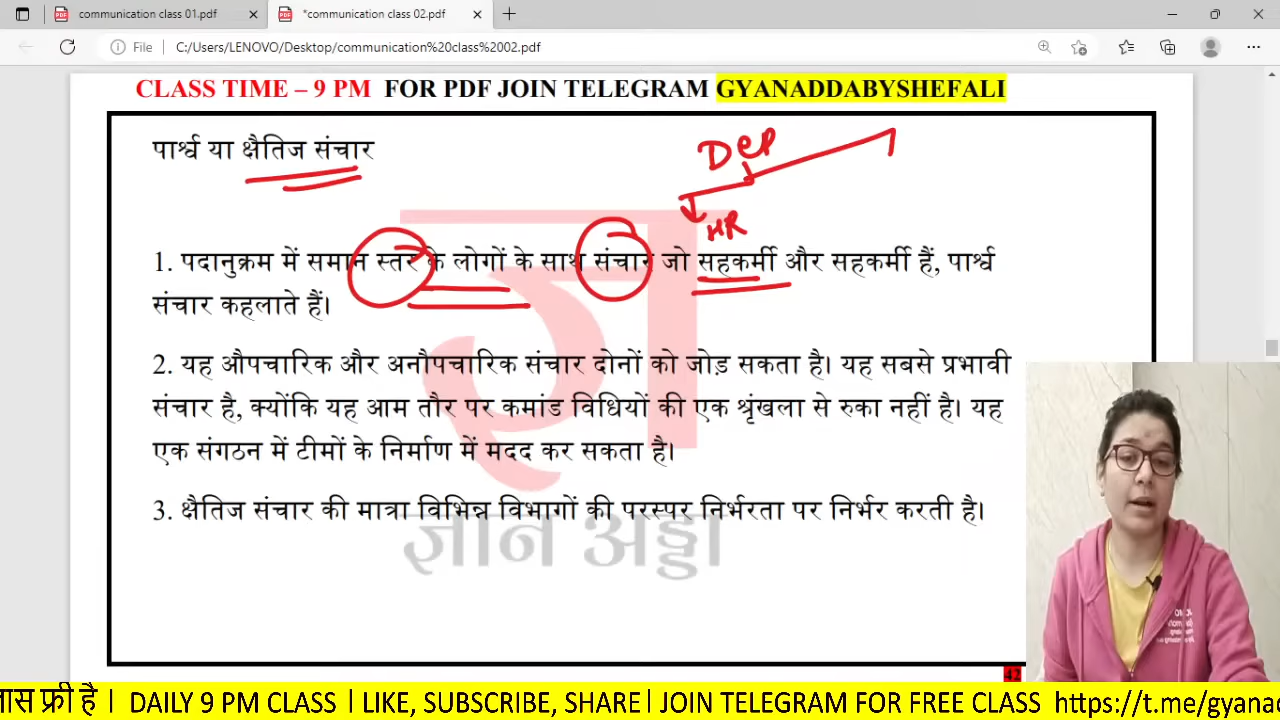 communication class 01.pdf
*communication class 02.pdf
File C:/Users/LENOVO/Desktop/communication%20class%2002.pdf
CLASS TIME – 9 PM FOR PDF JOIN TELEGRAM GYANADDABYSHEFALI
पार्श्व या क्षैतिज संचार
Dep
HR
1. पदानुक्रम में समान स्तर के लोगों के साथ संचार जो सहकर्मी और सहकर्मी हैं, पार्श्व
संचार कहलाते हैं।
2. यह औपचारिक और अनौपचारिक संचार दोनों को जोड़ सकता है। यह सबसे प्रभावी
संचार है, क्योंकि यह आम तौर पर कमांड विधियों की एक श्रृंखला से रुका नहीं है। यह
एक संगठन में टीमों के निर्माण में मदद कर सकता है।
3. क्षैतिज संचार की मात्रा विभिन्न विभागों की परस्पर निर्भरता पर निर्भर करती है।
ज्ञान अड्डा
42
फ्री है । DAILY 9 PM CLASS । LIKE, SUBSCRIBE, SHARE। JOIN TELEGRAM FOR FREE CLASS https://t.me/gyana